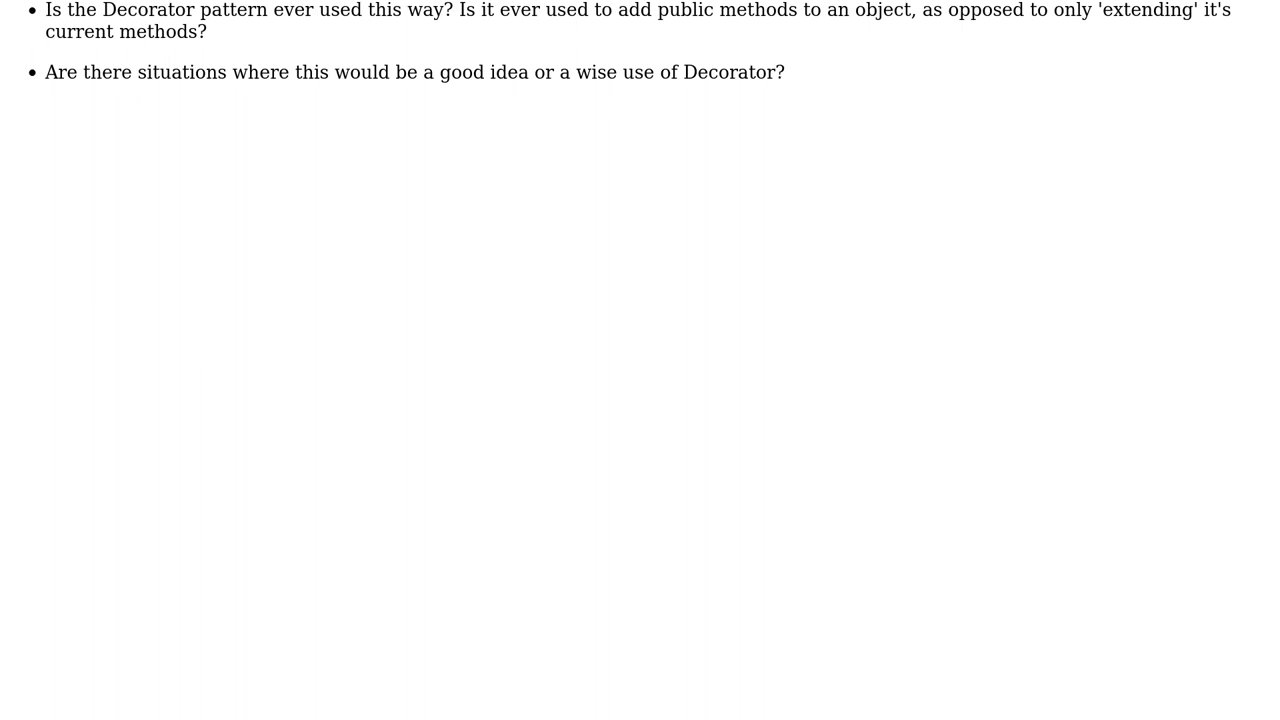 • Is the Decorator pattern ever used this way? Is it ever used to add public methods to an object, as opposed to only 'extending' it's
current methods?
• Are there situations where this would be a good idea or a wise use of Decorator?